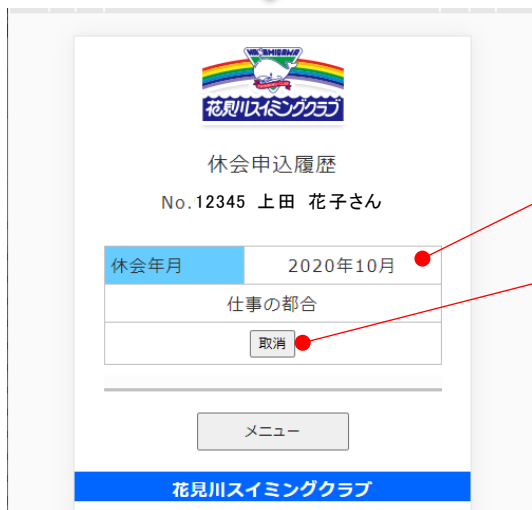 花見川スイミングクラブ
休会申込履歴
No.12345 上田 花子さん
休会年月 2020年10月
仕事の都合
取消
メニュー
花見川スイミングクラブ